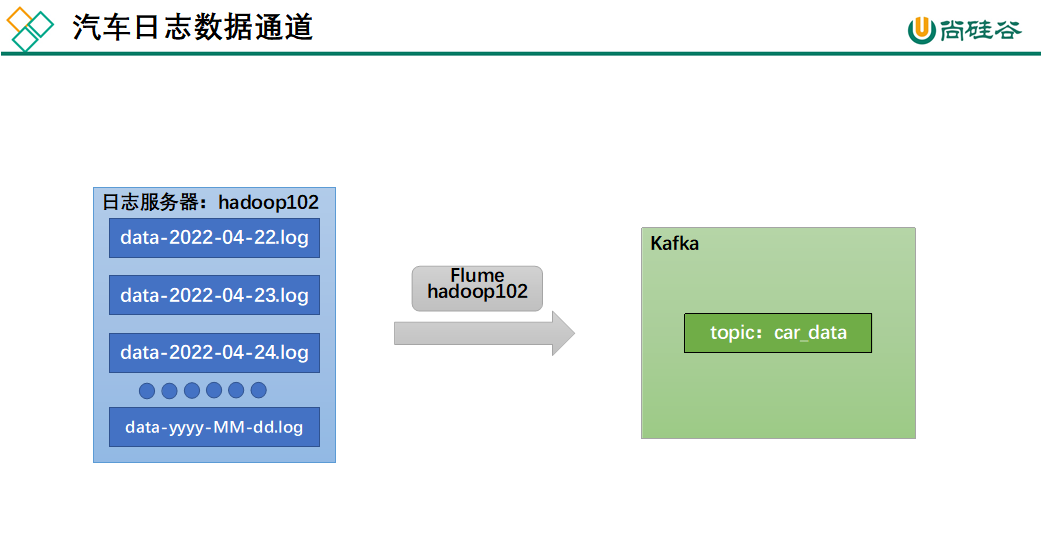 汽车日志数据通道
尚硅谷
日志服务器：hadoop102
data-2022-04-22.log
data-2022-04-23.log
data-2022-04-24.log
data-yyyy-MM-dd.log
Flume
hadoop102
Kafka
topic：car_data